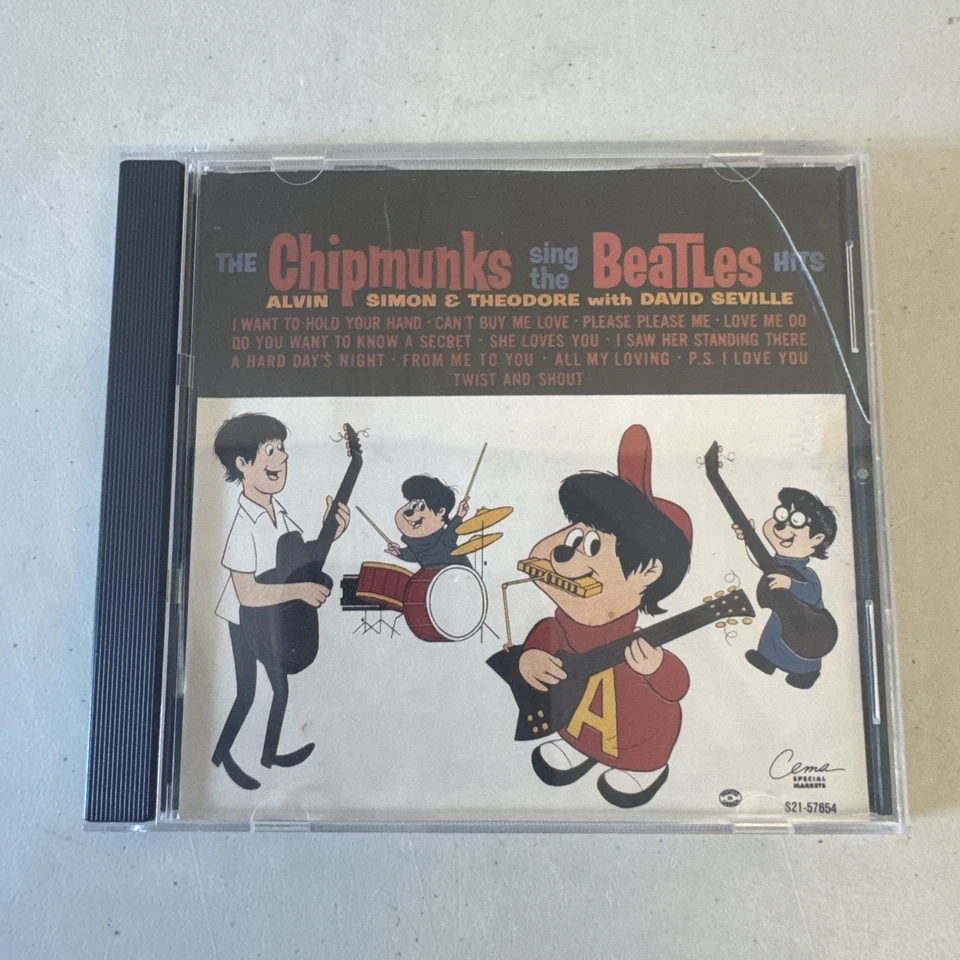 THE Chipmunks sing the BeaTLes HITS
ALVIN SIMON & THEODORE with DAVID SEVILLE
I WANT TO HOLD YOUR HAND · CAN'T BUY ME LOVE · PLEASE PLEASE ME · LOVE ME DO
DO YOU WANT TO KNOW A SECRET · SHE LOVES YOU · I SAW HER STANDING THERE
A HARD DAY'S NIGHT · FROM ME TO YOU · ALL MY LOVING · P.S. I LOVE YOU
TWIST AND SHOUT
A
Cema
SPECIAL
MARKETS
S21-57654